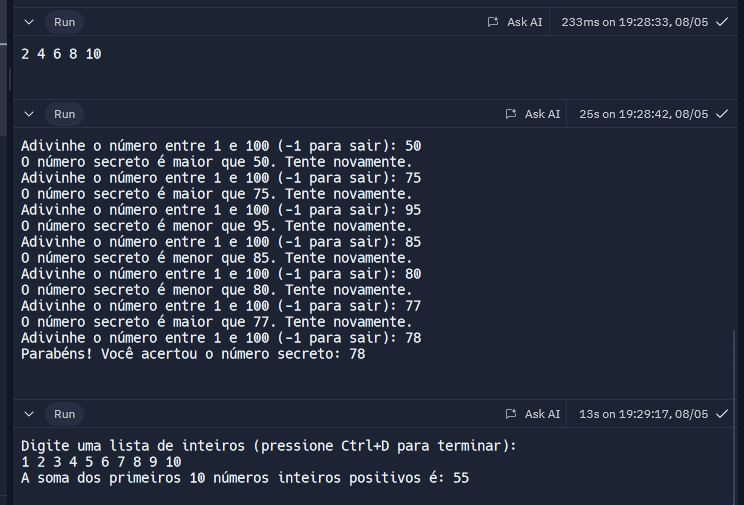 Run Ask AI 233ms on 19:28:33, 08/05
2 4 6 8 10
Run Ask AI 25s on 19:28:42, 08/05
Adivinhe o número entre 1 e 100 (-1 para sair): 50
O número secreto é maior que 50. Tente novamente.
Adivinhe o número entre 1 e 100 (-1 para sair): 75
O número secreto é maior que 75. Tente novamente.
Adivinhe o número entre 1 e 100 (-1 para sair): 95
O número secreto é menor que 95. Tente novamente.
Adivinhe o número entre 1 e 100 (-1 para sair): 85
O número secreto é menor que 85. Tente novamente.
Adivinhe o número entre 1 e 100 (-1 para sair): 80
O número secreto é menor que 80. Tente novamente.
Adivinhe o número entre 1 e 100 (-1 para sair): 77
O número secreto é maior que 77. Tente novamente.
Adivinhe o número entre 1 e 100 (-1 para sair): 78
Parabéns! Você acertou o número secreto: 78
Run Ask AI 13s on 19:29:17, 08/05
Digite uma lista de inteiros (pressione Ctrl+D para terminar):
1 2 3 4 5 6 7 8 9 10
A soma dos primeiros 10 números inteiros positivos é: 55